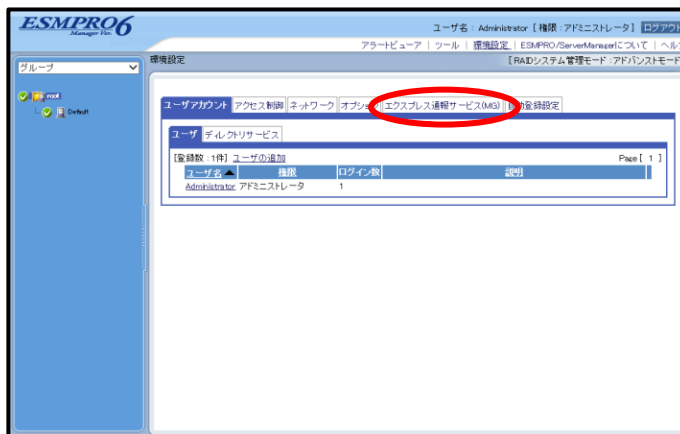 ESMPRO6
Manager Ver.
ユーザ名 : Administrator [ 権限 : アドミニストレータ ] ログアウト
アラートビューア | ツール | 環境設定 | ESMPRO/ServerManagerについて | ヘル
グループ
環境設定
[ RAIDシステム管理モード : アドバンストモード
root
Default
ユーザアカウント アクセス制御 ネットワーク オプション エクスプレス通報サービス(MG) 自動登録設定
ユーザ ディレクトリサービス
[登録数 : 1件] ユーザの追加 Page [ 1 ]
ユーザ名 ▲ 権限 ログイン数 説明
Administrator アドミニストレータ 1